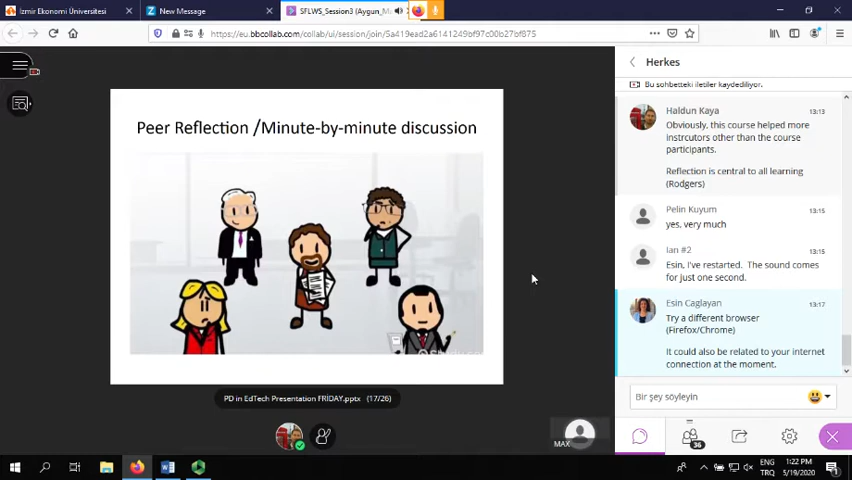 İzmir Ekonomi Üniversitesi
New Message
SFLWS_Session3 (Aygun_M
https://eu.bbcollab.com/collab/ui/session/join/5a419ead2a6141249bf97c00b27bf875
Herkes
Bu sohbetteki iletiler kaydediliyor.
Peer Reflection /Minute-by-minute discussion
PD in EdTech Presentation FRİDAY.pptx (17/26)
MAX
Haldun Kaya 13:13
Obviously, this course helped more
instrcutors other than the course
participants.
Reflection is central to all learning
(Rodgers)
Pelin Kuyum 13:15
yes, very much
Ian #2 13:15
Esin, I've restarted. The sound comes
for just one second.
Esin Caglayan 13:17
Try a different browser
(Firefox/Chrome)
It could also be related to your internet
connection at the moment.
Bir şey söyleyin
36
ENG 1:22 PM
TRQ 5/19/2020